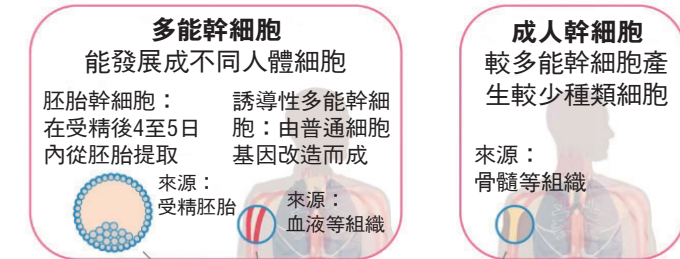 多能幹細胞
能發展成不同人體細胞
胚胎幹細胞：
在受精後4至5日
內從胚胎提取
來源：
受精胚胎
誘導性多能幹細
胞：由普通細胞
基因改造而成
來源：
血液等組織
成人幹細胞
較多能幹細胞產
生較少種類細胞
來源：
骨髓等組織